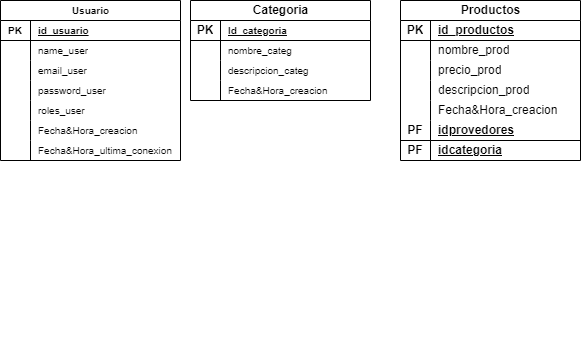 Usuario
PK id_usuario
name_user
email_user
password_user
roles_user
Fecha&Hora_creacion
Fecha&Hora_ultima_conexion
Categoria
PK Id_categoria
nombre_categ
descripcion_categ
Fecha&Hora_creacion
Productos
PK id_productos
nombre_prod
precio_prod
descripcion_prod
Fecha&Hora_creacion
PF idprovedores
PF idcategoria